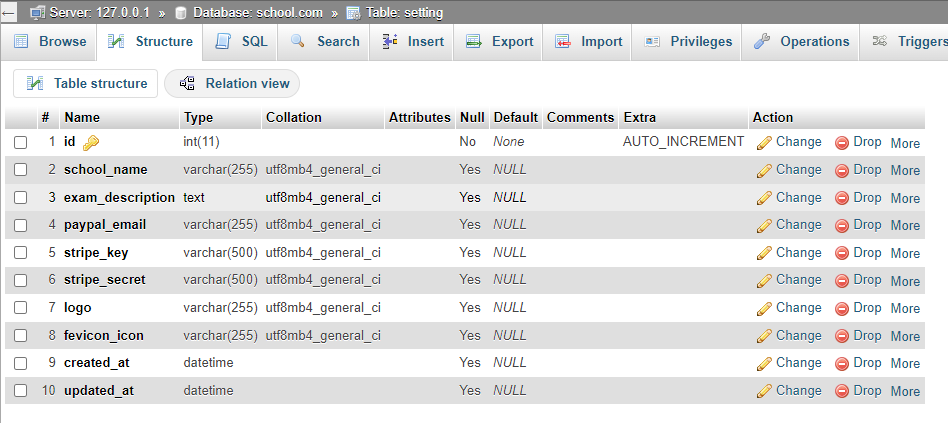 ← Server: 127.0.0.1 » Database: school.com » Table: setting
Browse Structure SQL Search Insert Export Import Privileges Operations Triggers
Table structure Relation view
# Name Type Collation Attributes Null Default Comments Extra Action
1 id int(11) No None AUTO_INCREMENT Change Drop More
2 school_name varchar(255) utf8mb4_general_ci Yes NULL Change Drop More
3 exam_description text utf8mb4_general_ci Yes NULL Change Drop More
4 paypal_email varchar(255) utf8mb4_general_ci Yes NULL Change Drop More
5 stripe_key varchar(500) utf8mb4_general_ci Yes NULL Change Drop More
6 stripe_secret varchar(500) utf8mb4_general_ci Yes NULL Change Drop More
7 logo varchar(255) utf8mb4_general_ci Yes NULL Change Drop More
8 fevicon_icon varchar(255) utf8mb4_general_ci Yes NULL Change Drop More
9 created_at datetime Yes NULL Change Drop More
10 updated_at datetime Yes NULL Change Drop More